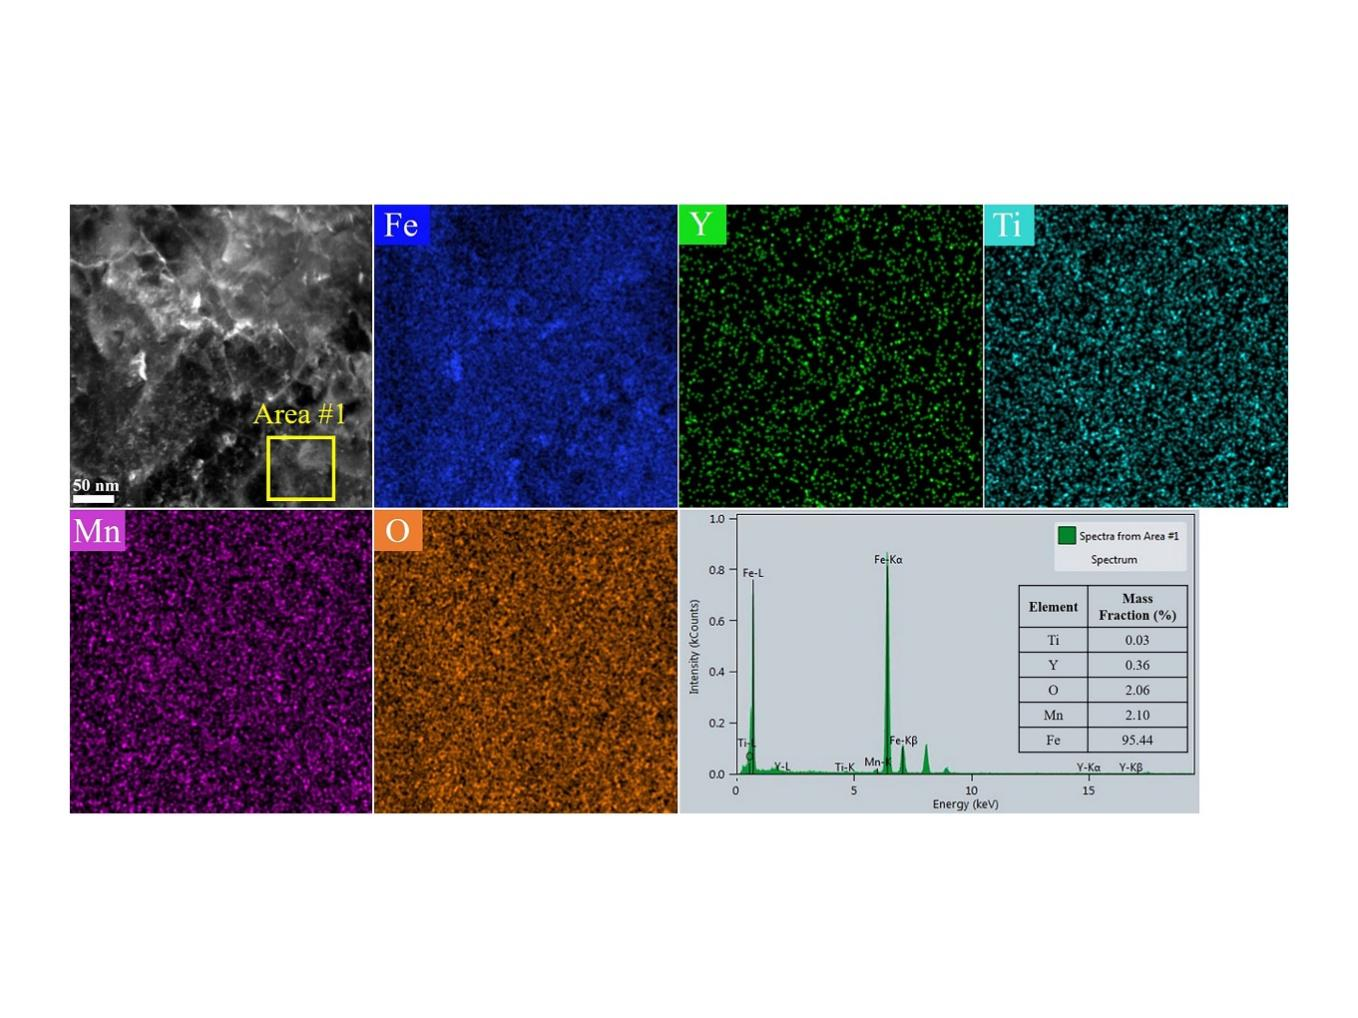 Fe
Y
Ti
Area #1
50 nm
Mn
O
1.0
0.8
0.6
0.4
0.2
0.0
Intensity (kCounts)
Fe-L
Fe-Kα
Fe-Kβ
Ti-L
O
Y-L
Ti-K
Mn-K
Y-Kα
Y-Kβ
0
5
10
15
Energy (keV)
Spectra from Area #1
Spectrum
Element Mass Fraction (%)
Ti 0.03
Y 0.36
O 2.06
Mn 2.10
Fe 95.44